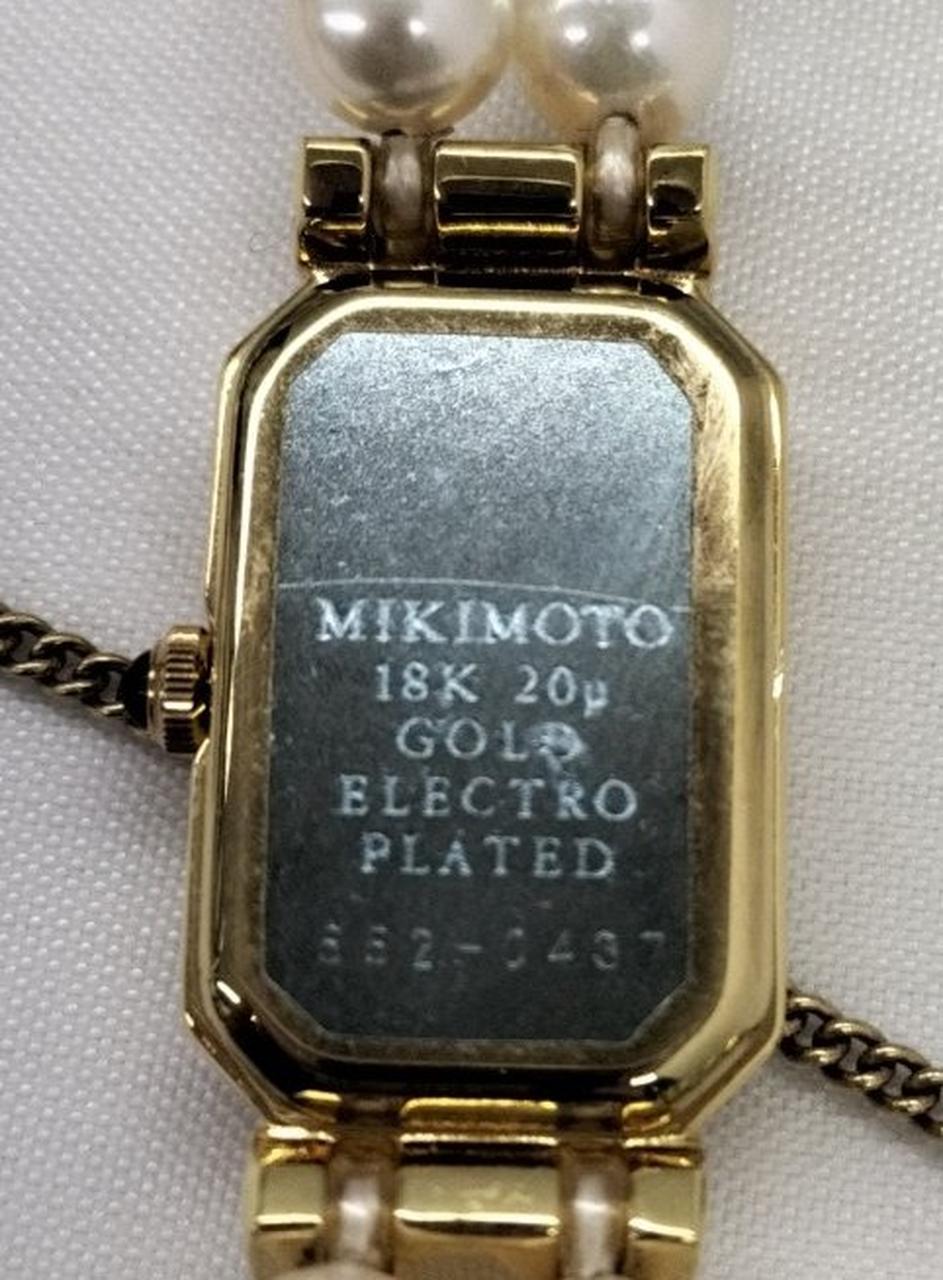 MIKIMOTO
18K 20μ
GOLD
ELECTRO
PLATED